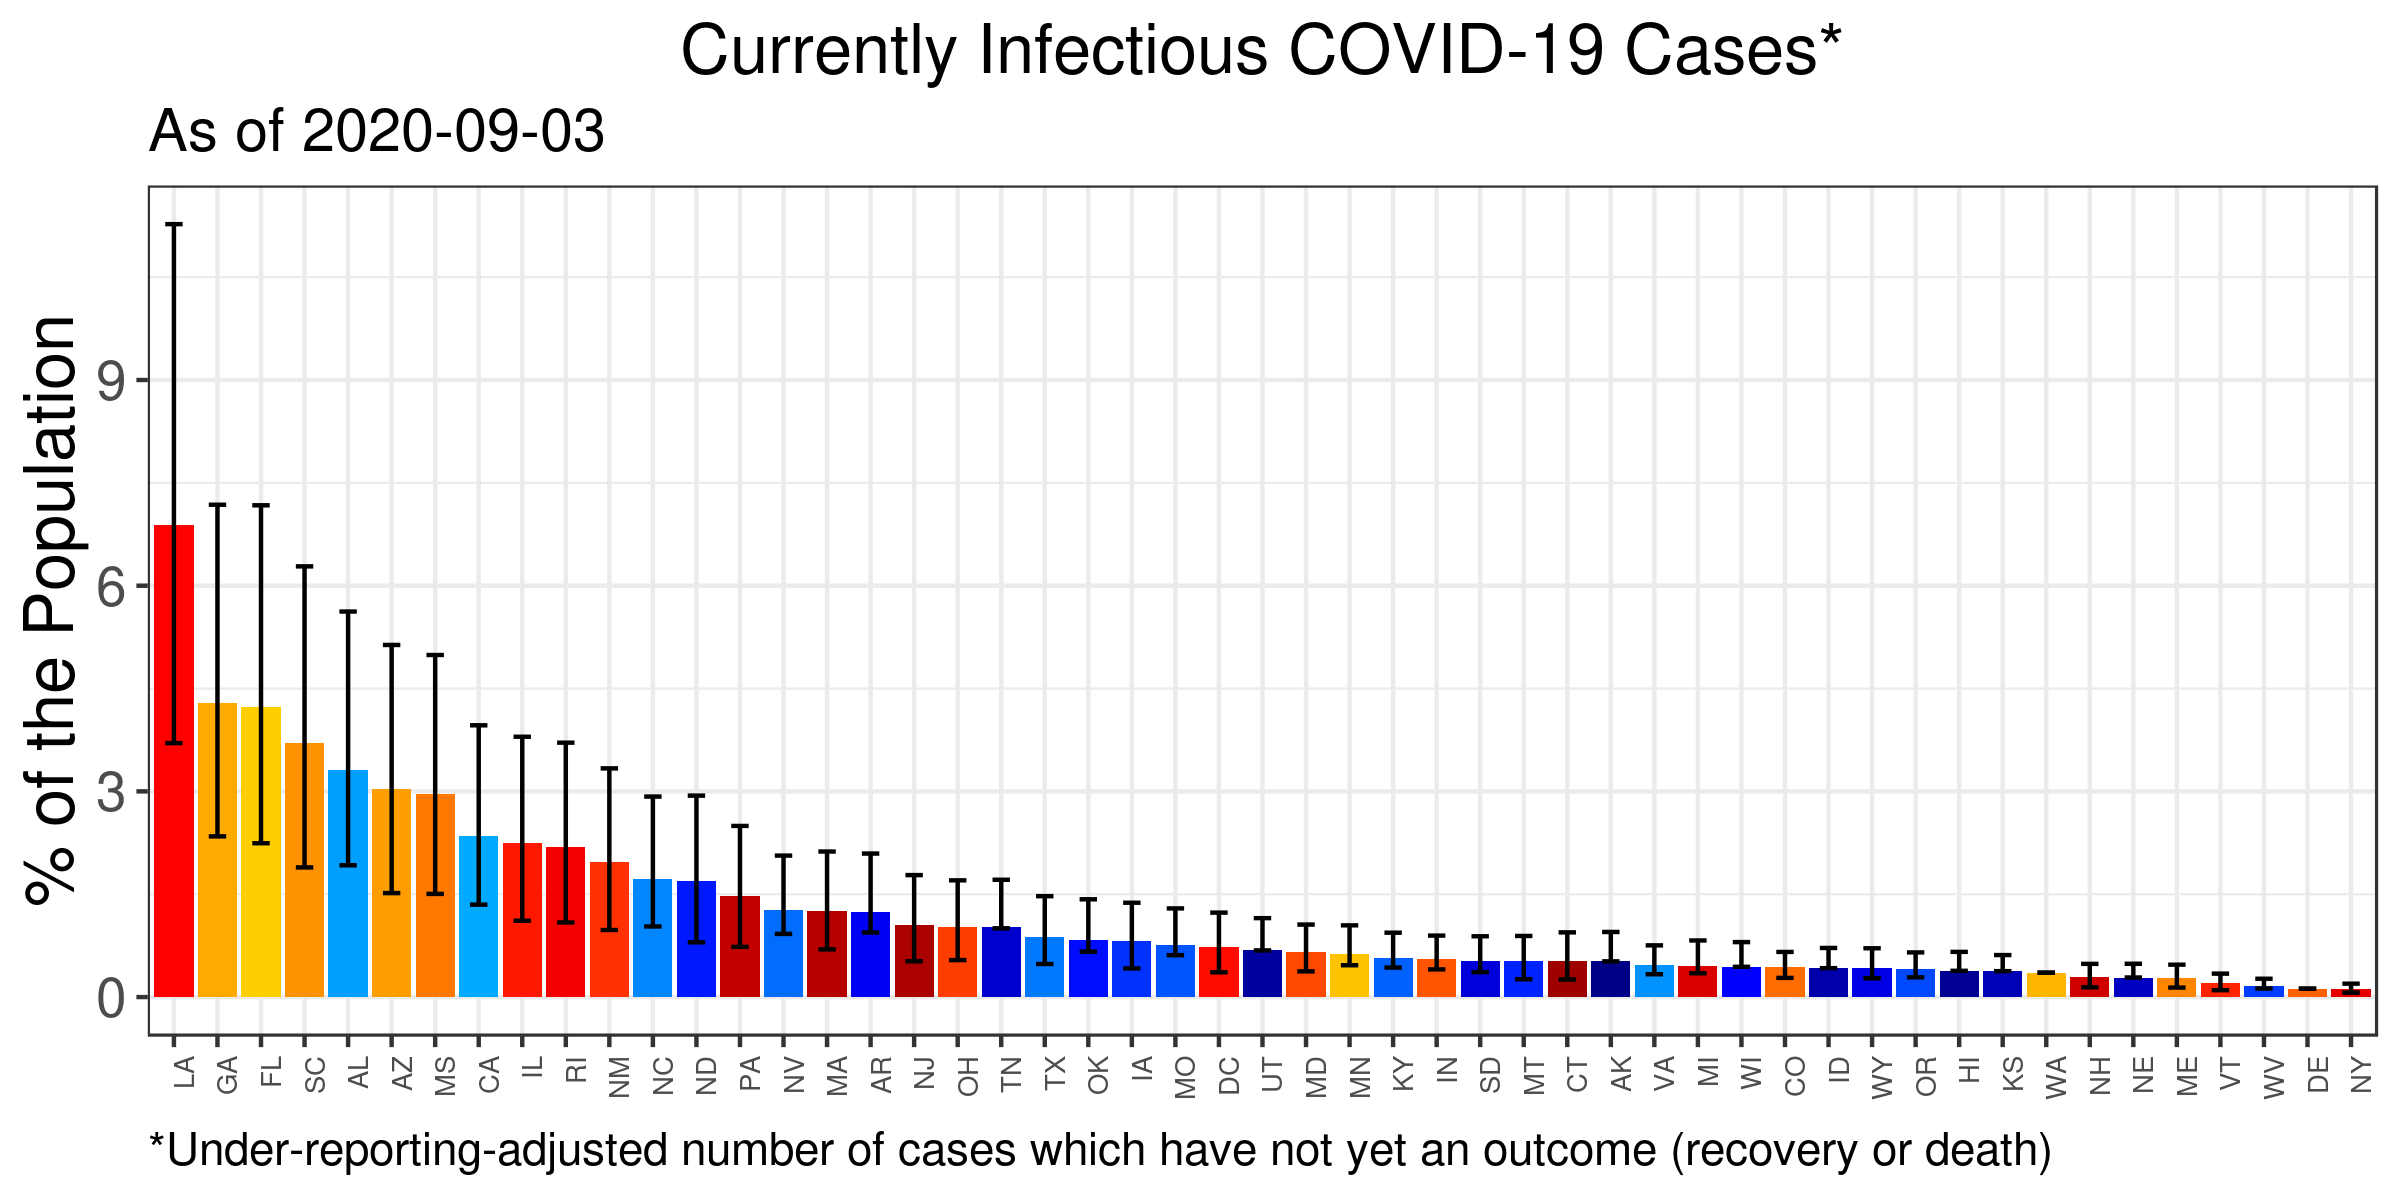 Currently Infectious COVID-19 Cases*
As of 2020-09-03
% of the Population
9
6
3
0
LA GA FL SC AL AZ MS CA IL RI NM NC ND PA NV MA AR NJ OH TN TX OK IA MO DC UT MD MN KY IN SD MT CT AK VA MI WI CO ID WY OR HI KS WA NH NE ME VT WV DE NY
*Under-reporting-adjusted number of cases which have not yet an outcome (recovery or death)